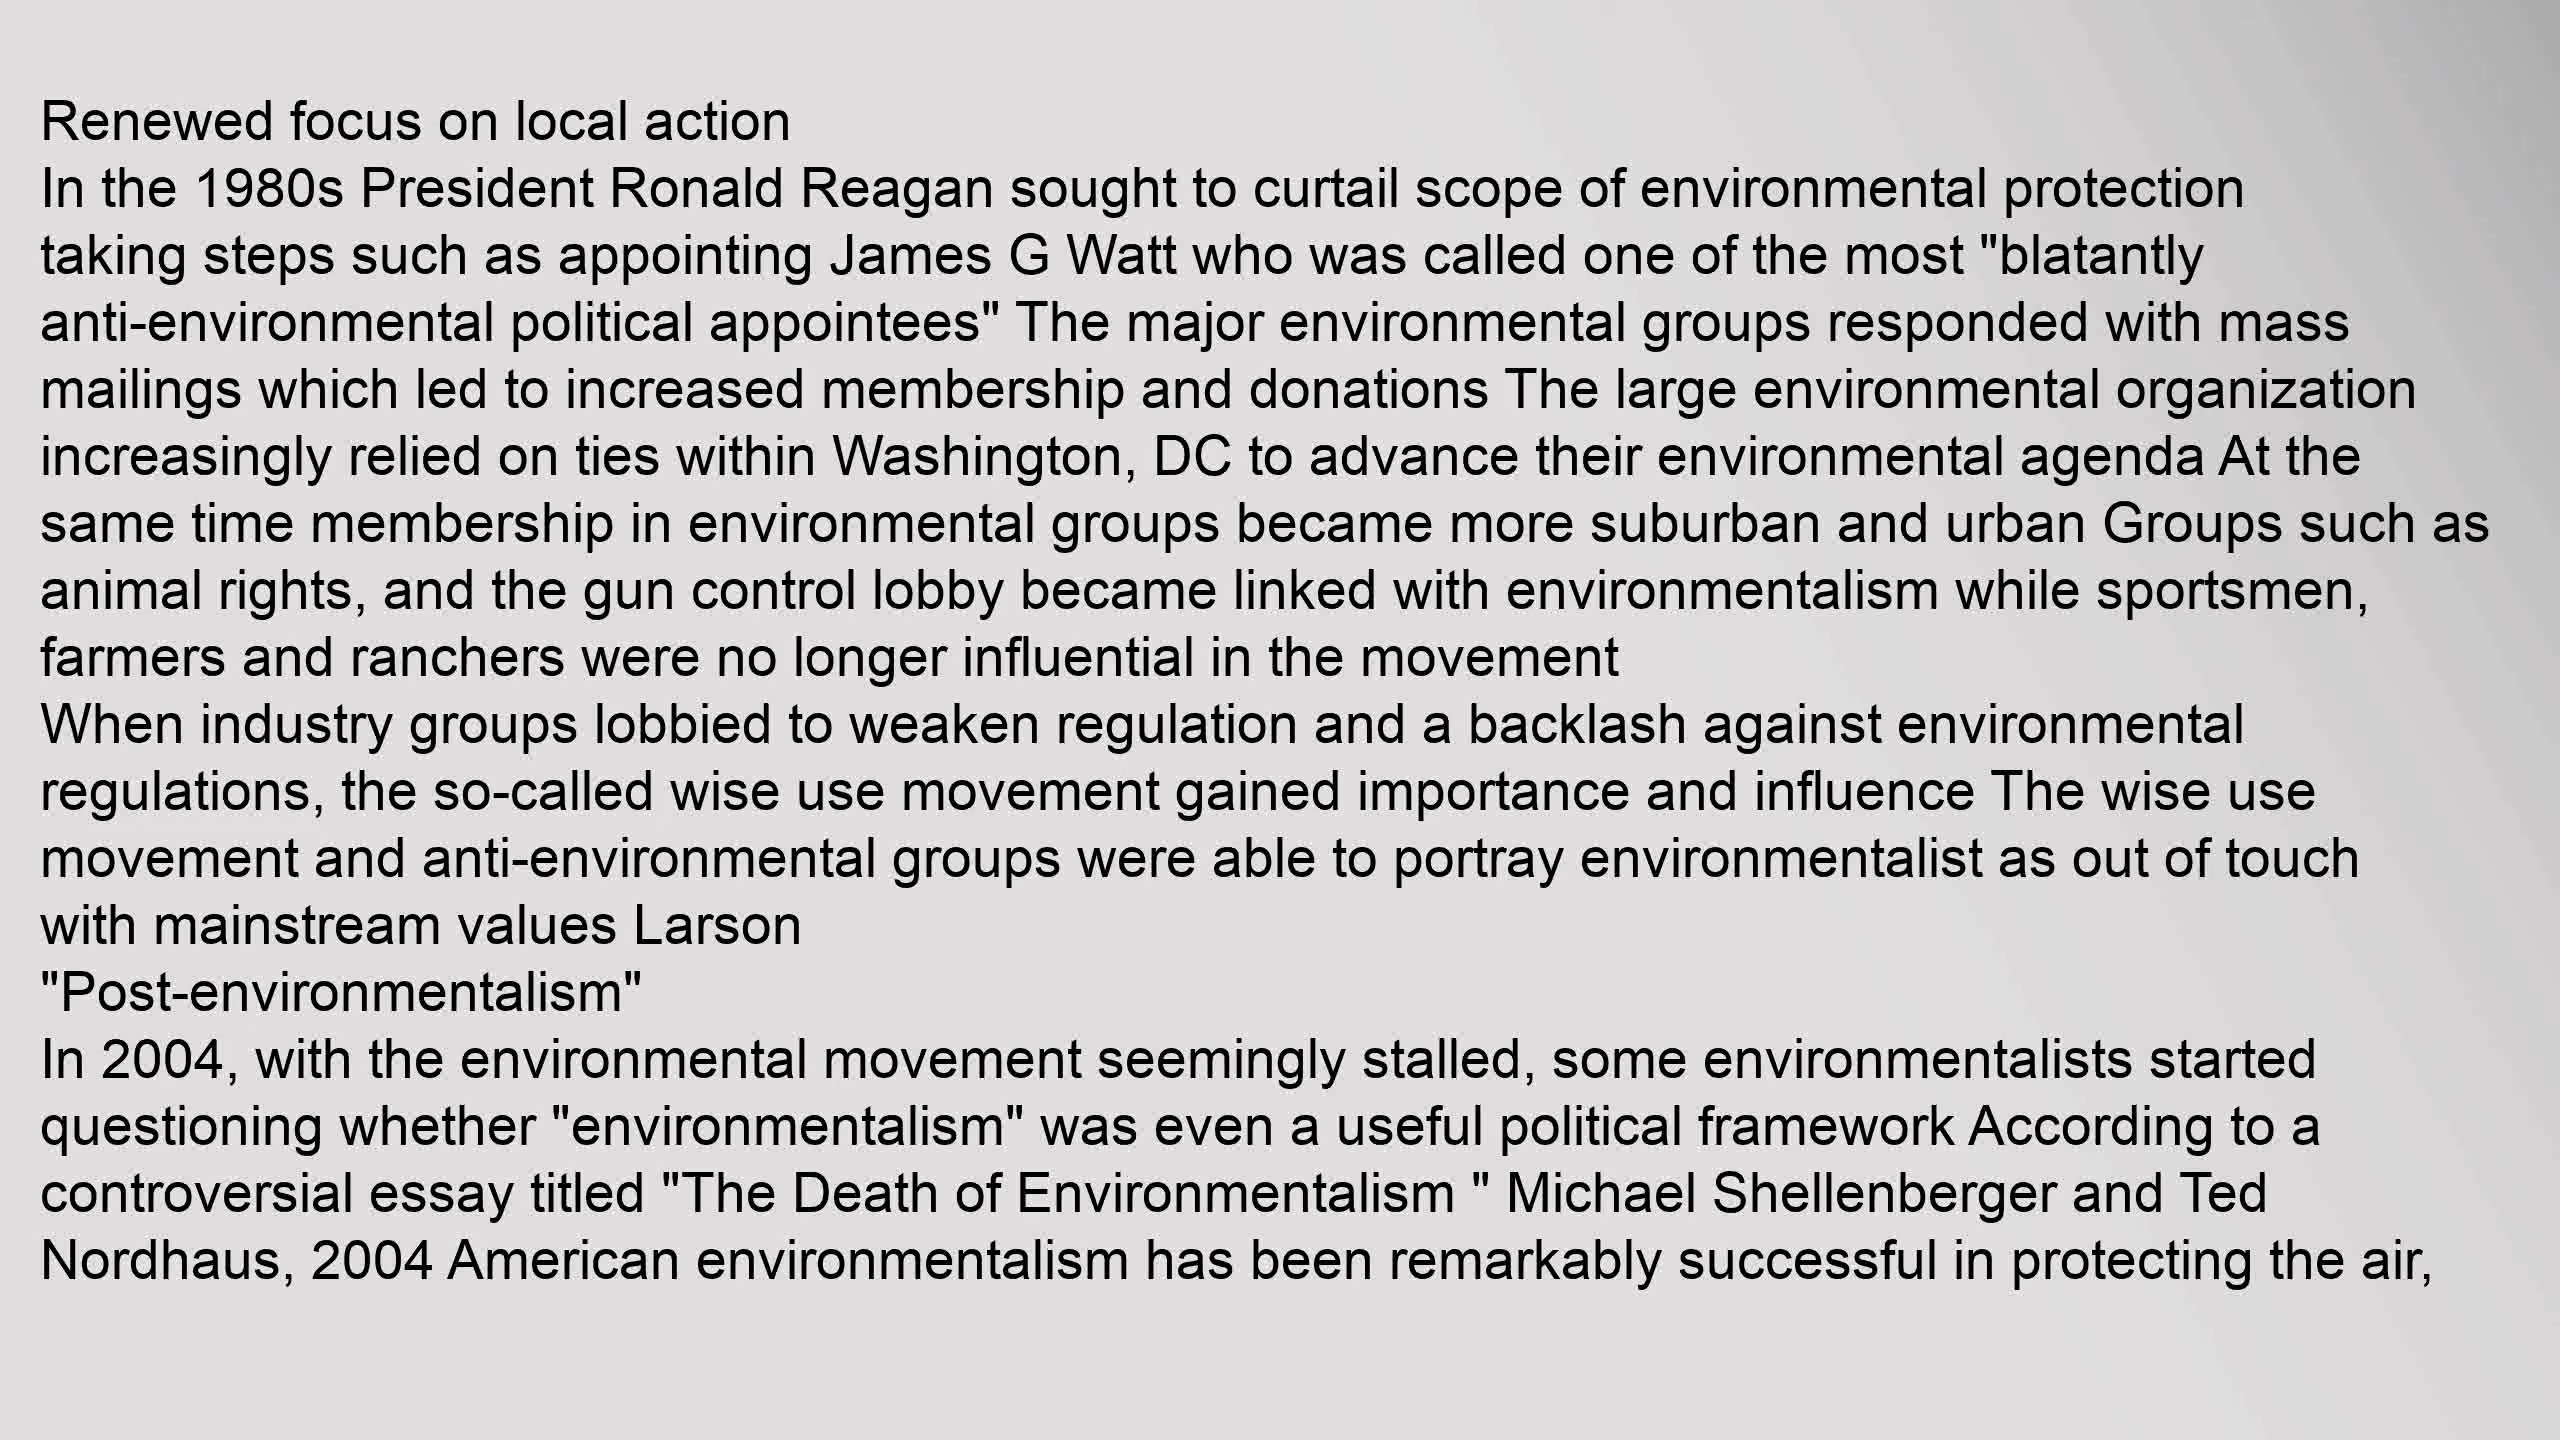 Renewed focus on local action
In the 1980s President Ronald Reagan sought to curtail scope of environmental protection
taking steps such as appointing James G Watt who was called one of the most "blatantly
anti-environmental political appointees" The major environmental groups responded with mass
mailings which led to increased membership and donations The large environmental organization
increasingly relied on ties within Washington, DC to advance their environmental agenda At the
same time membership in environmental groups became more suburban and urban Groups such as
animal rights, and the gun control lobby became linked with environmentalism while sportsmen,
farmers and ranchers were no longer influential in the movement
When industry groups lobbied to weaken regulation and a backlash against environmental
regulations, the so-called wise use movement gained importance and influence The wise use
movement and anti-environmental groups were able to portray environmentalist as out of touch
with mainstream values Larson
"Post-environmentalism"
In 2004, with the environmental movement seemingly stalled, some environmentalists started
questioning whether "environmentalism" was even a useful political framework According to a
controversial essay titled "The Death of Environmentalism " Michael Shellenberger and Ted
Nordhaus, 2004 American environmentalism has been remarkably successful in protecting the air,